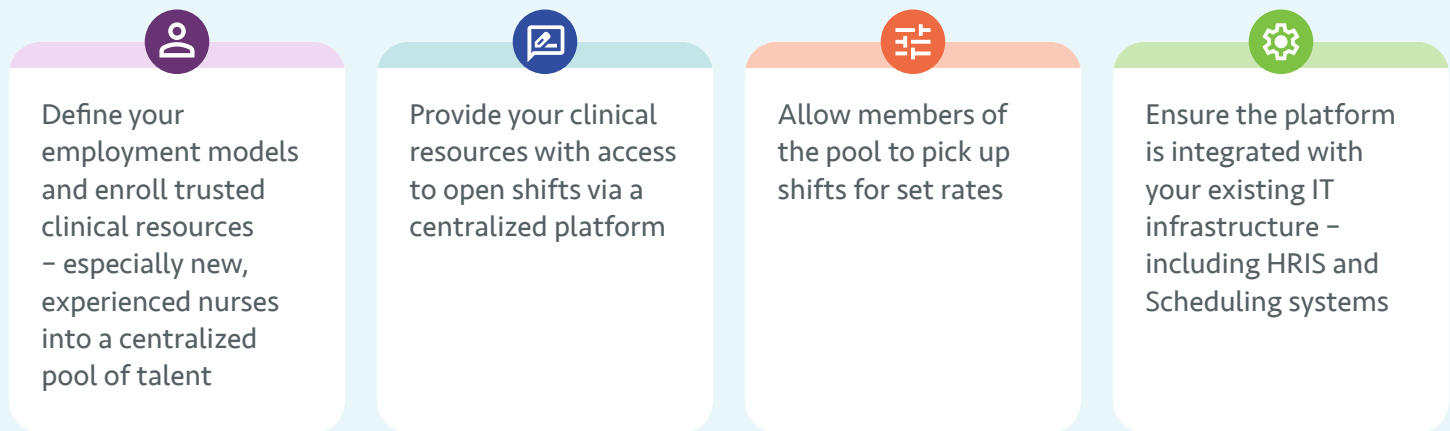 Define your
employment models
and enroll trusted
clinical resources
– especially new,
experienced nurses
into a centralized
pool of talent
Provide your clinical
resources with access
to open shifts via a
centralized platform
Allow members of
the pool to pick up
shifts for set rates
Ensure the platform
is integrated with
your existing IT
infrastructure –
including HRIS and
Scheduling systems